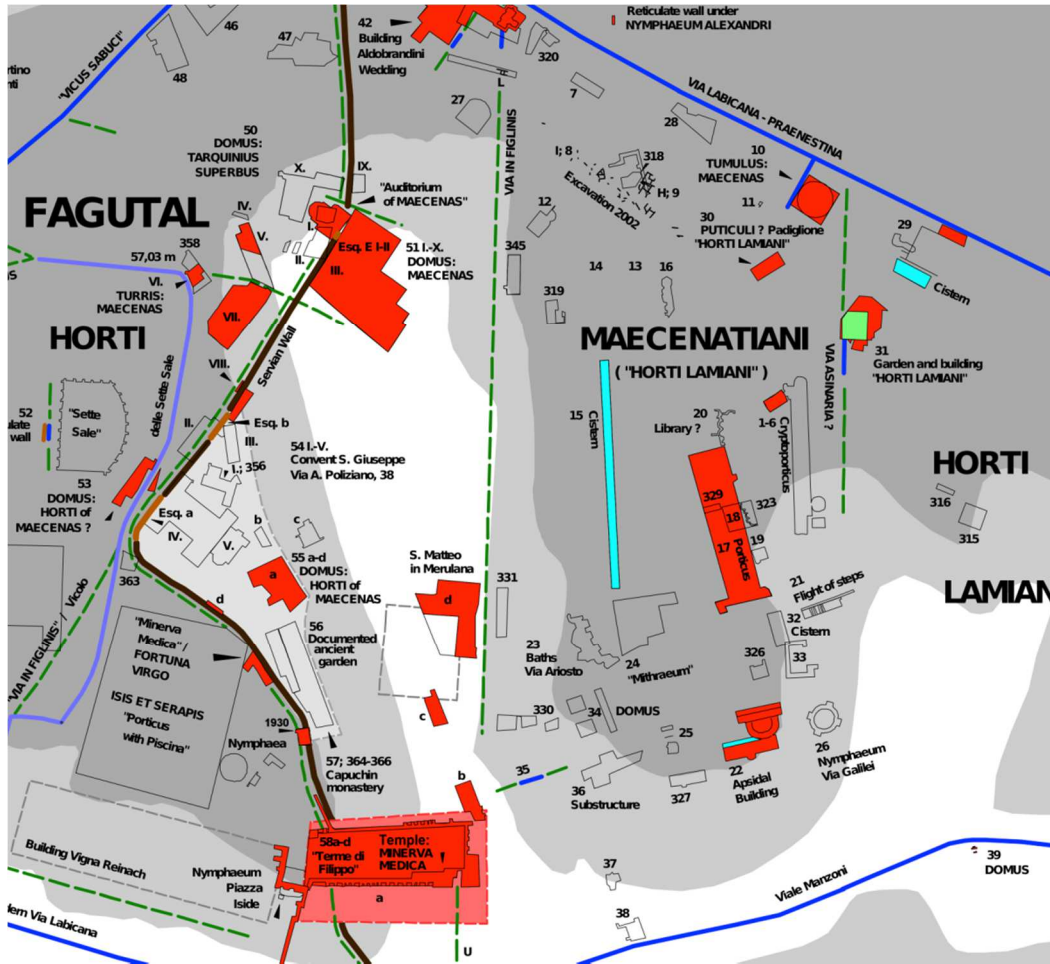 Reticulate wall under
NYMPHAEUM ALEXANDRI
46
47
48
42
Building
Aldobrandini
Wedding
320
L
7
27
28
"VICUS SABUCI"
VIA LABICANA - PRAENESTINA
VIA IN FIGLINIS
50
DOMUS:
TARQUINIUS
SUPERBUS
X.
IX.
"Auditorium
of MAECENAS"
I; 8
318
H; 9
Excavation 2002
10
TUMULUS:
MAECENAS
11
30
PUTICULI ? Padiglione
"HORTI LAMIANI"
29
Cistern
12
FAGUTAL
IV.
V.
I.
II.
Esq. E I-II
III.
51 I.-X.
DOMUS:
MAECENAS
358
57,03 m
VI.
TURRIS:
MAECENAS
VII.
345
14
13
16
319
HORTI
MAECENATIANI
( "HORTI LAMIANI" )
VIA ASINARIA ?
31
Garden and building
"HORTI LAMIANI"
VIII.
Servian Wall
delle Sette Sale
52
wall
"Sette
Sale"
II.
Esq. b
III.
I.; 356
54 I.-V.
Convent S. Giuseppe
Via A. Poliziano, 38
15
Cistern
20
Library ?
1-6
Cryptoporticus
HORTI
53
DOMUS:
HORTI of
MAECENAS ?
Esq. a
IV.
V.
b
c
329
18
323
17
Porticus
19
316
315
363
55 a-d
DOMUS:
HORTI of
MAECENAS
a
d
S. Matteo
in Merulana
d
331
21
Flight of steps
LAMIAN
32
Cistern
"VIA IN FIGLINIS" / Vicolo
"Minerva
Medica"/
FORTUNA
VIRGO
56
Documented
ancient
garden
23
Baths
Via Ariosto
24
"Mithraeum"
326
33
ISIS ET SERAPIS
"Porticus
with Piscina"
c
330
34
DOMUS
25
1930
Nymphaea
57; 364-366
Capuchin
monastery
b
35
36
Substructure
327
22
Apsidal
Building
26
Nymphaeum
Via Galilei
Building Vigna Reinach
58a-d
"Terme di
Filippo"
Temple:
MINERVA
MEDICA
Nymphaeum
Piazza
Iside
a
37
38
Viale Manzoni
39
DOMUS
Via Labicana
U